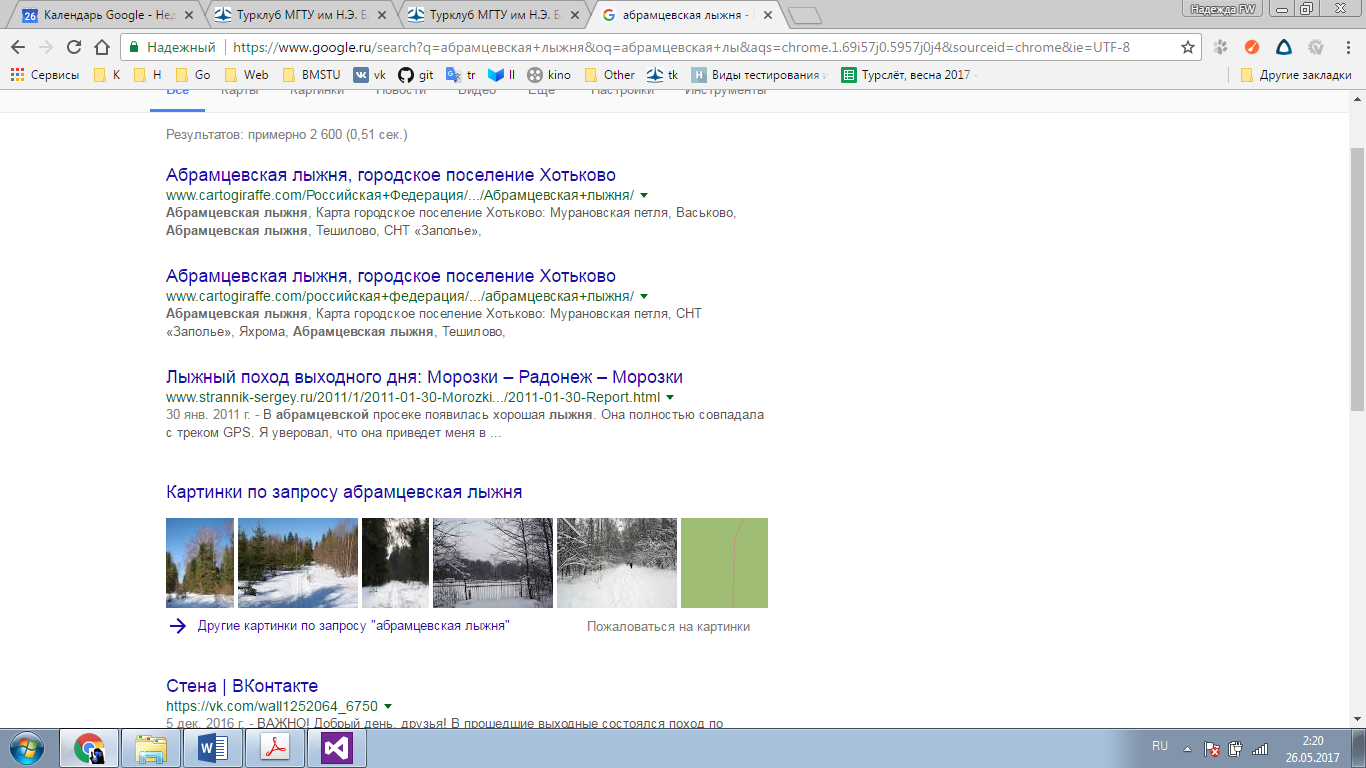 Календарь Google - Нед
Турклуб МГТУ им Н.Э. Б
Турклуб МГТУ им Н.Э. Б
абрамцевская лыжня -
Надежда FW
Надежный
https://www.google.ru/search?q=абрамцевская+лыжня&oq=абрамцевская+лы&aqs=chrome.1.69i57j0.5957j0j4&sourceid=chrome&ie=UTF-8
Сервисы К Н Go Web BMSTU vk git tr II kino Other tk Виды тестирования и Турслёт, весна 2017 - Другие закладки
Все Карты Картинки Новости Видео Ещё Настройки Инструменты
Результатов: примерно 2 600 (0,51 сек.)
Абрамцевская лыжня, городское поселение Хотьково
www.cartogiraffe.com/Российская+Федерация/.../Абрамцевская+лыжня/
Абрамцевская лыжня, Карта городское поселение Хотьково: Мурановская петля, Васьково,
Абрамцевская лыжня, Тешилово, СНТ «Заполье»,
Абрамцевская лыжня, городское поселение Хотьково
www.cartogiraffe.com/российская+федерация/.../абрамцевская+лыжня/
Абрамцевская лыжня, Карта городское поселение Хотьково: Мурановская петля, СНТ
«Заполье», Яхрома, Абрамцевская лыжня, Тешилово,
Лыжный поход выходного дня: Морозки – Радонеж – Морозки
www.strannik-sergey.ru/2011/1/2011-01-30-Morozki.../2011-01-30-Report.html
30 янв. 2011 г. - В абрамцевской просеке появилась хорошая лыжня. Она полностью совпадала
с треком GPS. Я уверовал, что она приведет меня в ...
Картинки по запросу абрамцевская лыжня
Другие картинки по запросу "абрамцевская лыжня"
Пожаловаться на картинки
Стена | ВКонтакте
https://vk.com/wall1252064_6750
5 дек. 2016 г. - ВАЖНО! Добрый день, друзья! В прошедшие выходные состоялся поход по
RU
2:20
26.05.2017